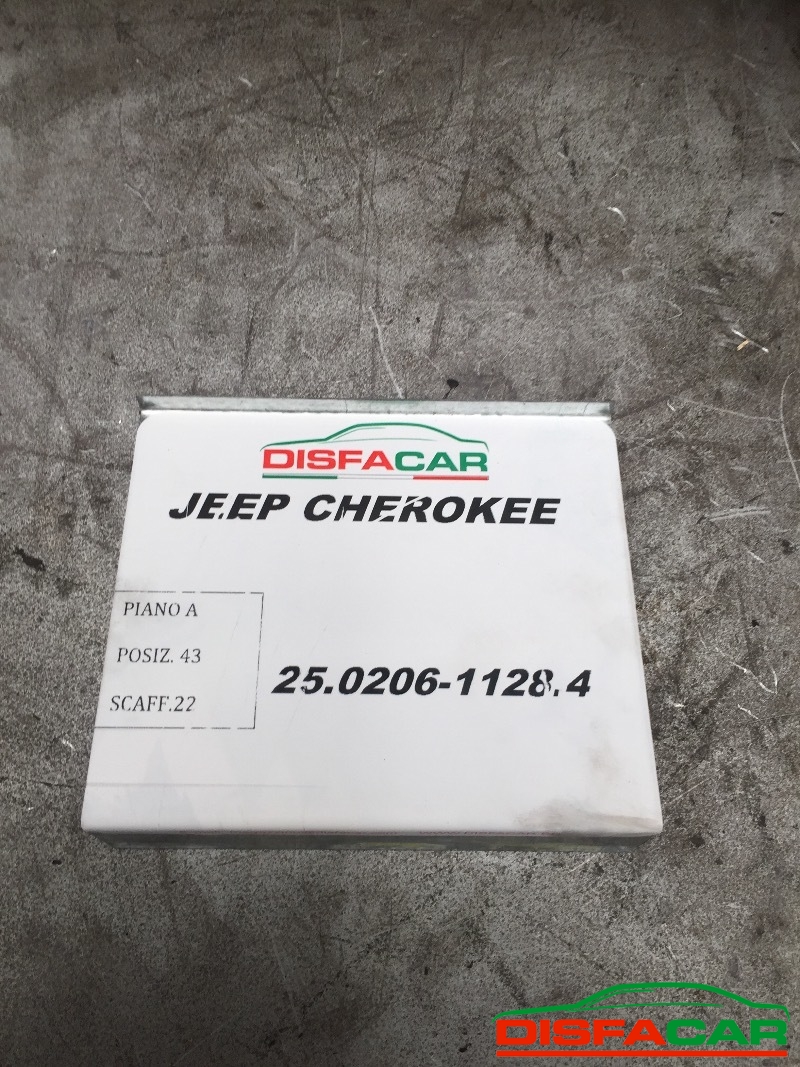 DISFACAR
JEEP CHEROKEE
PIANO A
POSIZ. 43
SCAFF.22
25.0206-1128.4
DISFACAR